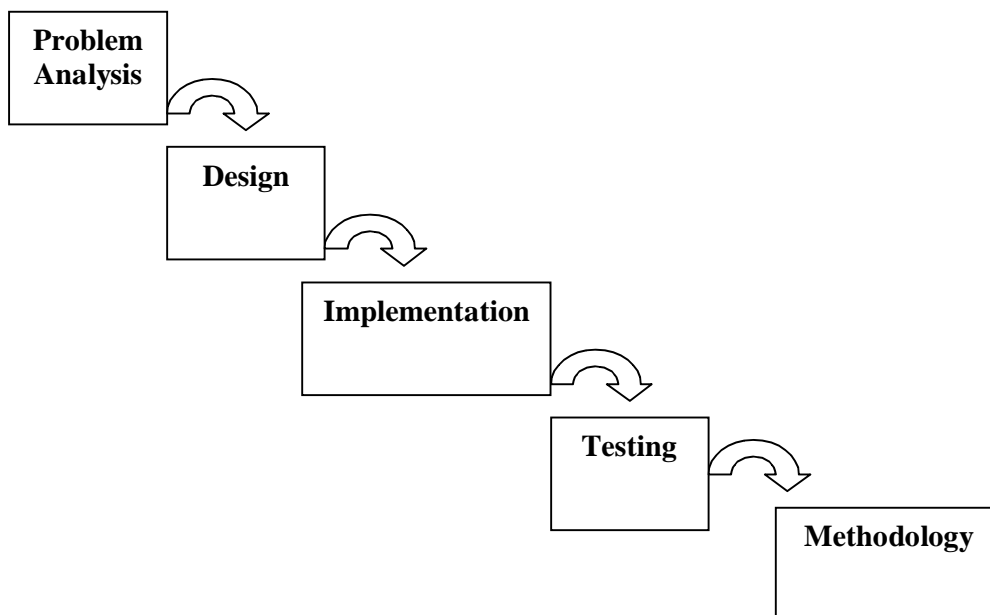 Problem
Analysis
Design
Implementation
Testing
Methodology